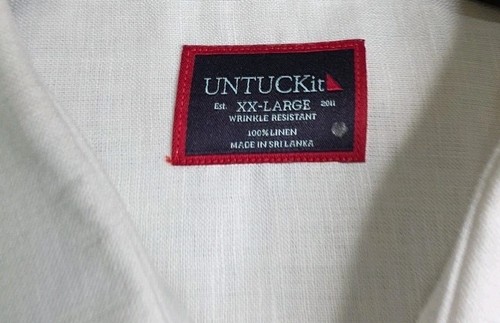 UNTUCKit
Est. XX-LARGE 2011
WRINKLE RESISTANT
100% LINEN
MADE IN SRI LANKA